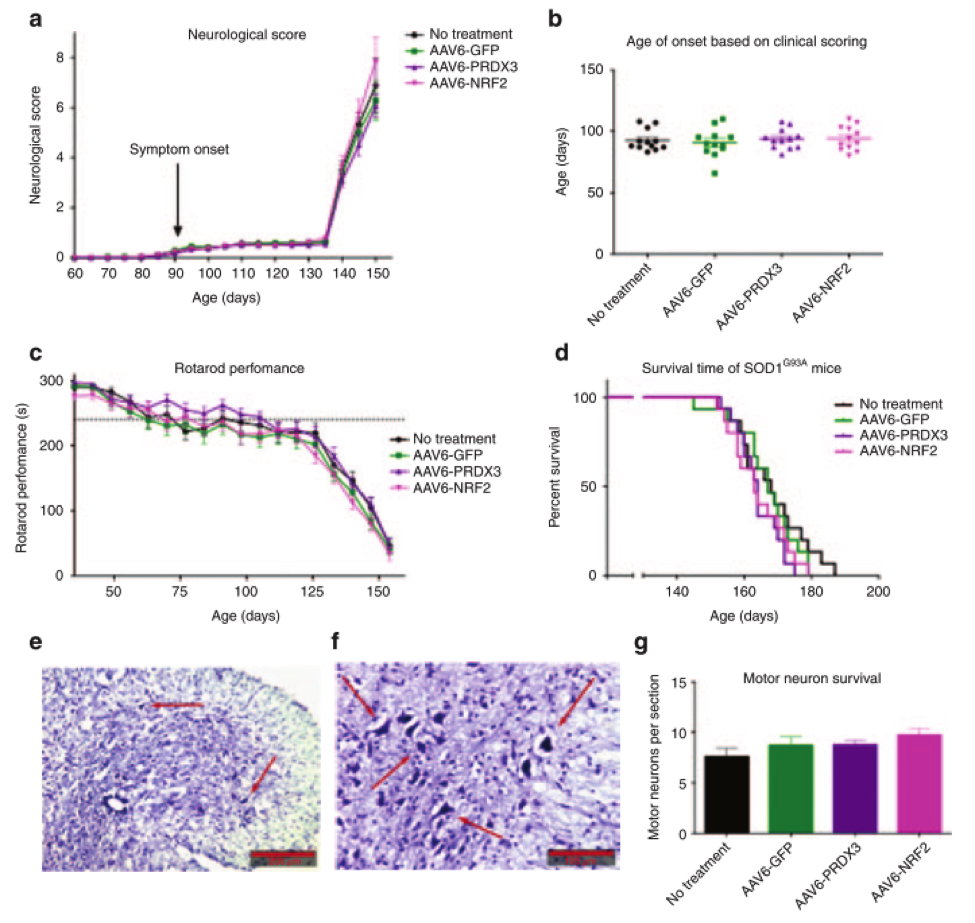 a
Neurological score
Neurological score
8
6
4
2
0
Symptom onset
60 70 80 90 100 110 120 130 140 150
Age (days)
No treatment
AAV6-GFP
AAV6-PRDX3
AAV6-NRF2
b
Age of onset based on clinical scoring
Age (days)
150
100
50
0
No treatment
AAV6-GFP
AAV6-PRDX3
AAV6-NRF2
c
Rotarod perfomance
Rotarod perfomance (s)
300
200
100
0
50 75 100 125 150
Age (days)
No treatment
AAV6-GFP
AAV6-PRDX3
AAV6-NRF2
d
Survival time of SOD1G93A mice
Percent survival
100
50
0
140 160 180 200
Age (days)
No treatment
AAV6-GFP
AAV6-PRDX3
AAV6-NRF2
e
f
g
Motor neuron survival
Motor neurons per section
15
10
5
0
No treatment
AAV6-GFP
AAV6-PRDX3
AAV6-NRF2